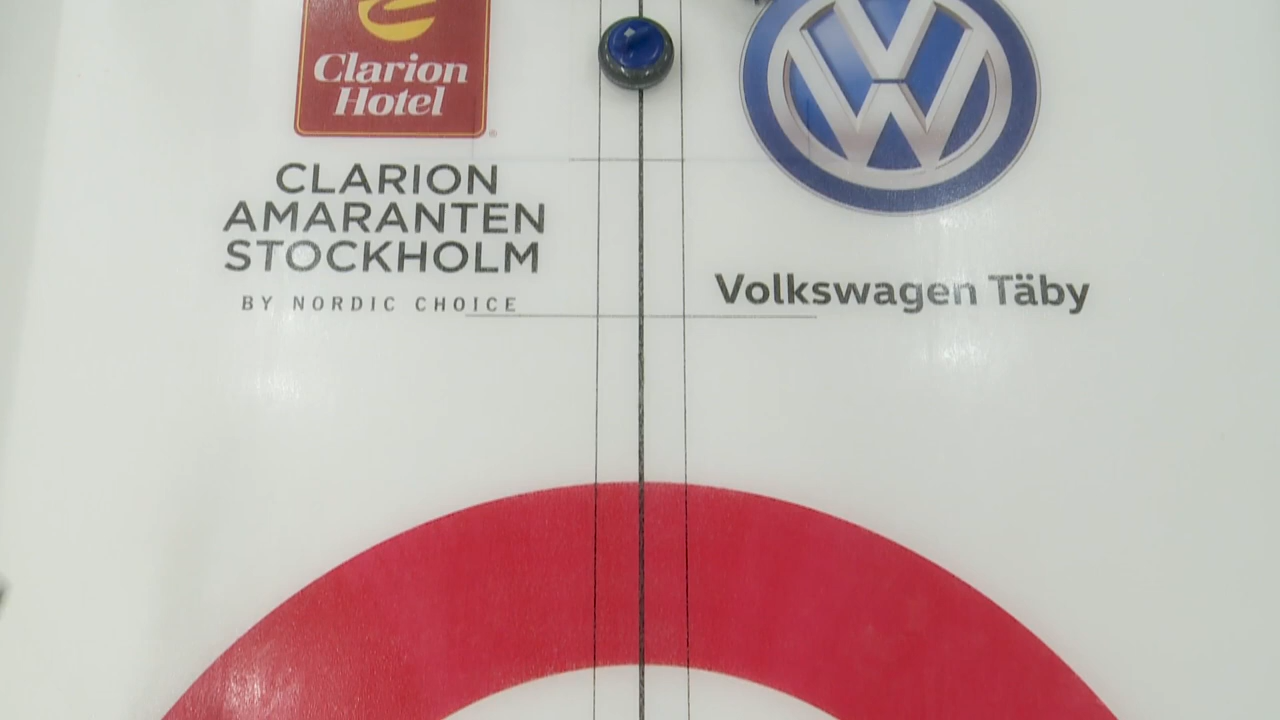 Clarion
Hotel
®
CLARION
AMARANTEN
STOCKHOLM
BY NORDIC CHOICE
Volkswagen Täby